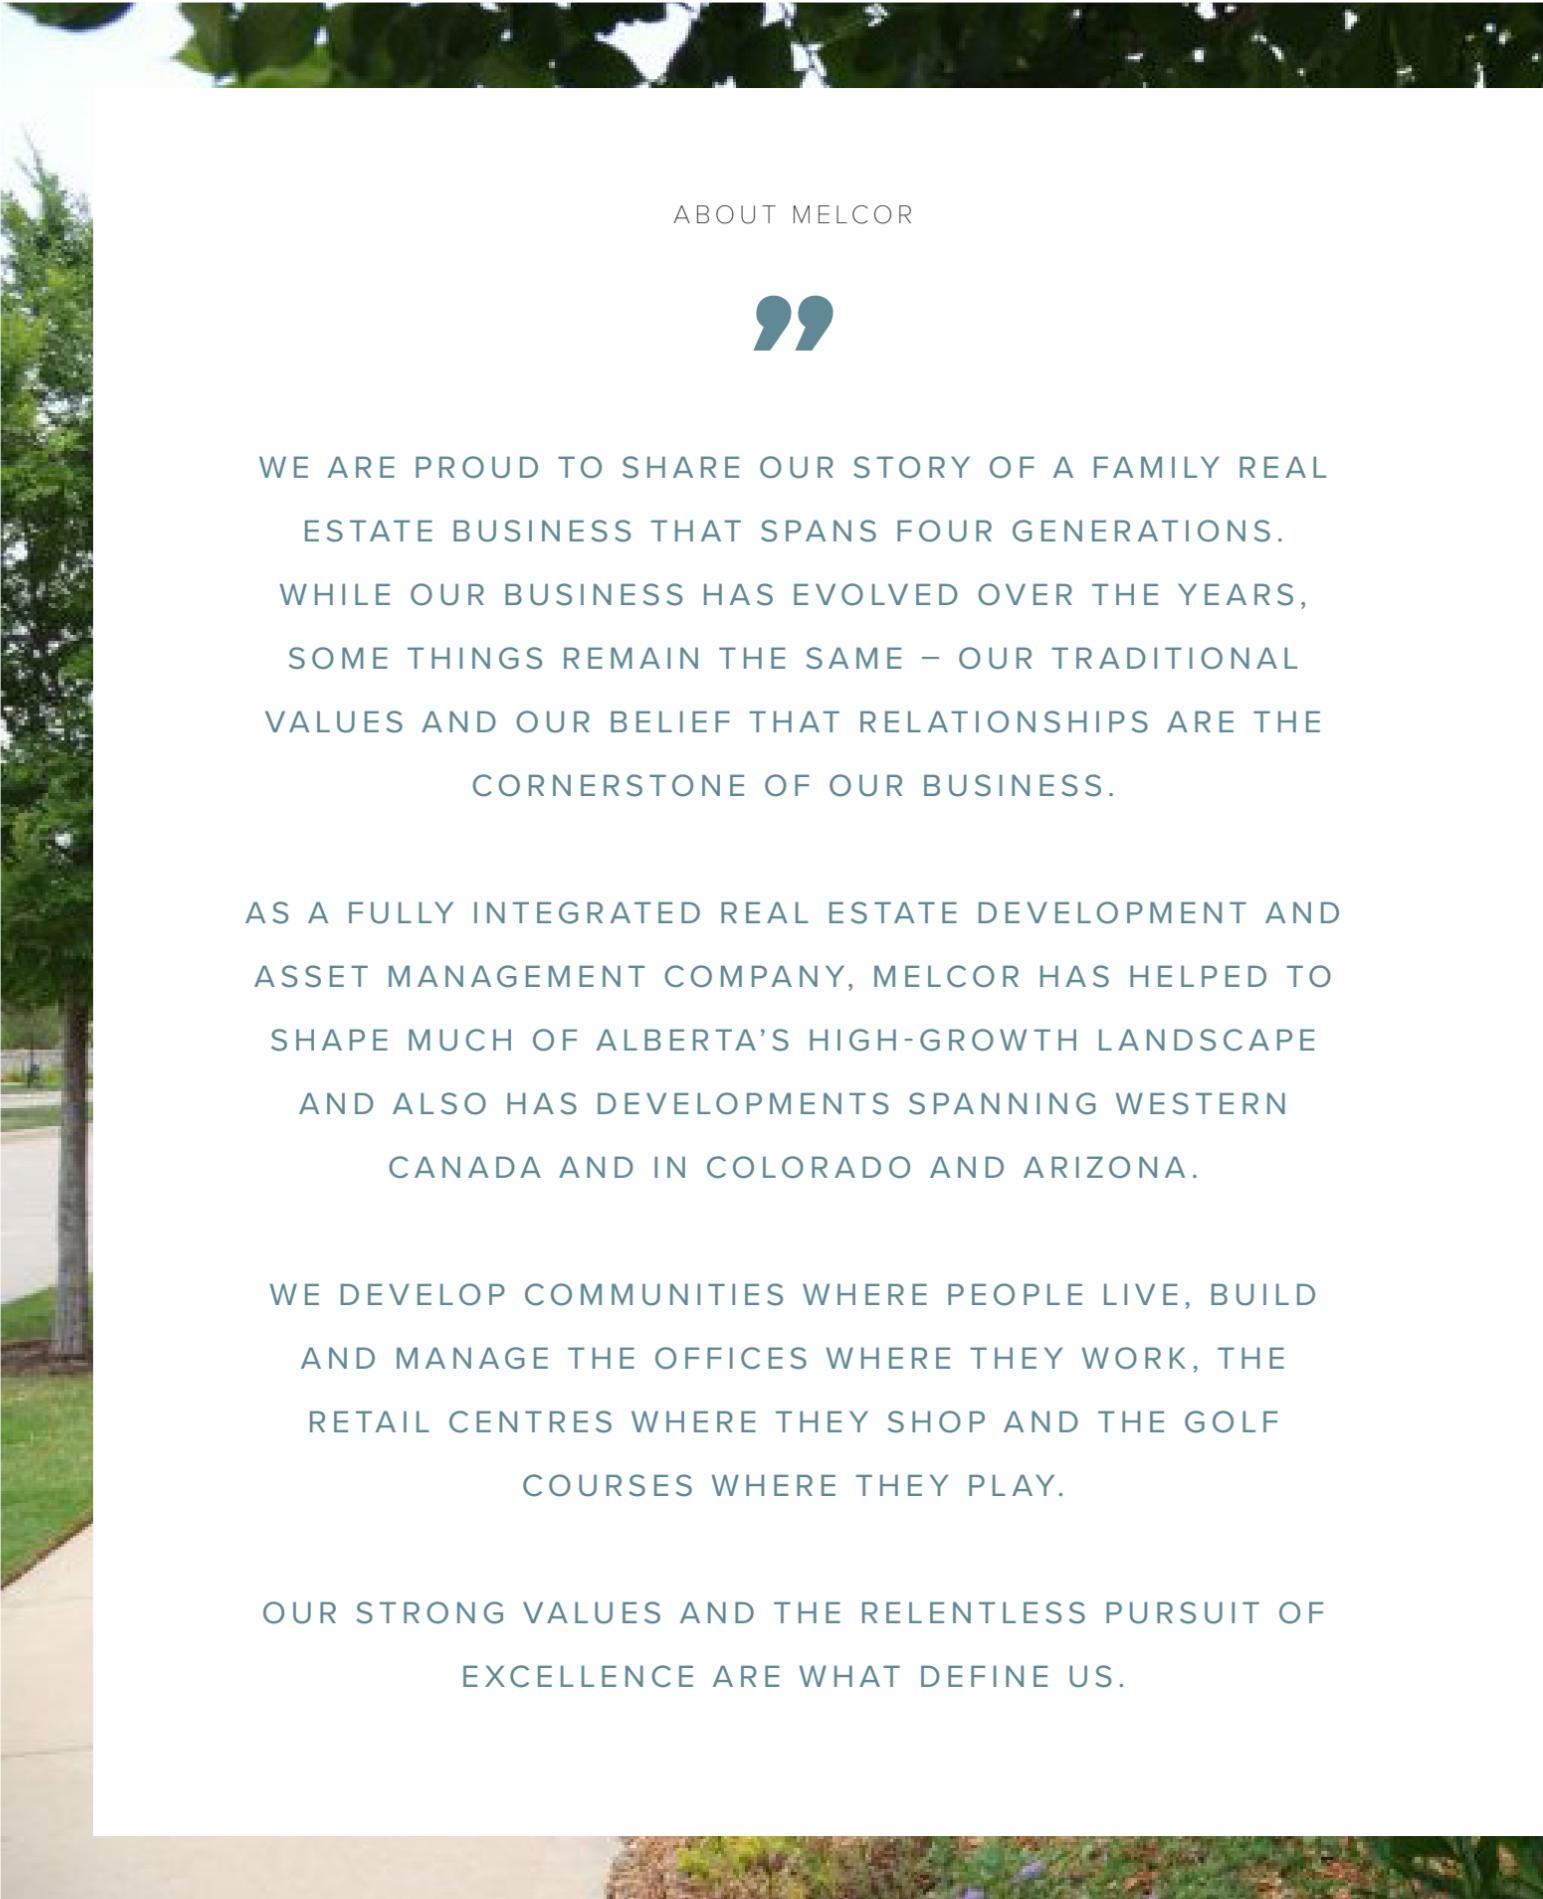 ABOUT MELCOR
”
WE ARE PROUD TO SHARE OUR STORY OF A FAMILY REAL
ESTATE BUSINESS THAT SPANS FOUR GENERATIONS.
WHILE OUR BUSINESS HAS EVOLVED OVER THE YEARS,
SOME THINGS REMAIN THE SAME – OUR TRADITIONAL
VALUES AND OUR BELIEF THAT RELATIONSHIPS ARE THE
CORNERSTONE OF OUR BUSINESS.
AS A FULLY INTEGRATED REAL ESTATE DEVELOPMENT AND
ASSET MANAGEMENT COMPANY, MELCOR HAS HELPED TO
SHAPE MUCH OF ALBERTA’S HIGH-GROWTH LANDSCAPE
AND ALSO HAS DEVELOPMENTS SPANNING WESTERN
CANADA AND IN COLORADO AND ARIZONA.
WE DEVELOP COMMUNITIES WHERE PEOPLE LIVE, BUILD
AND MANAGE THE OFFICES WHERE THEY WORK, THE
RETAIL CENTRES WHERE THEY SHOP AND THE GOLF
COURSES WHERE THEY PLAY.
OUR STRONG VALUES AND THE RELENTLESS PURSUIT OF
EXCELLENCE ARE WHAT DEFINE US.